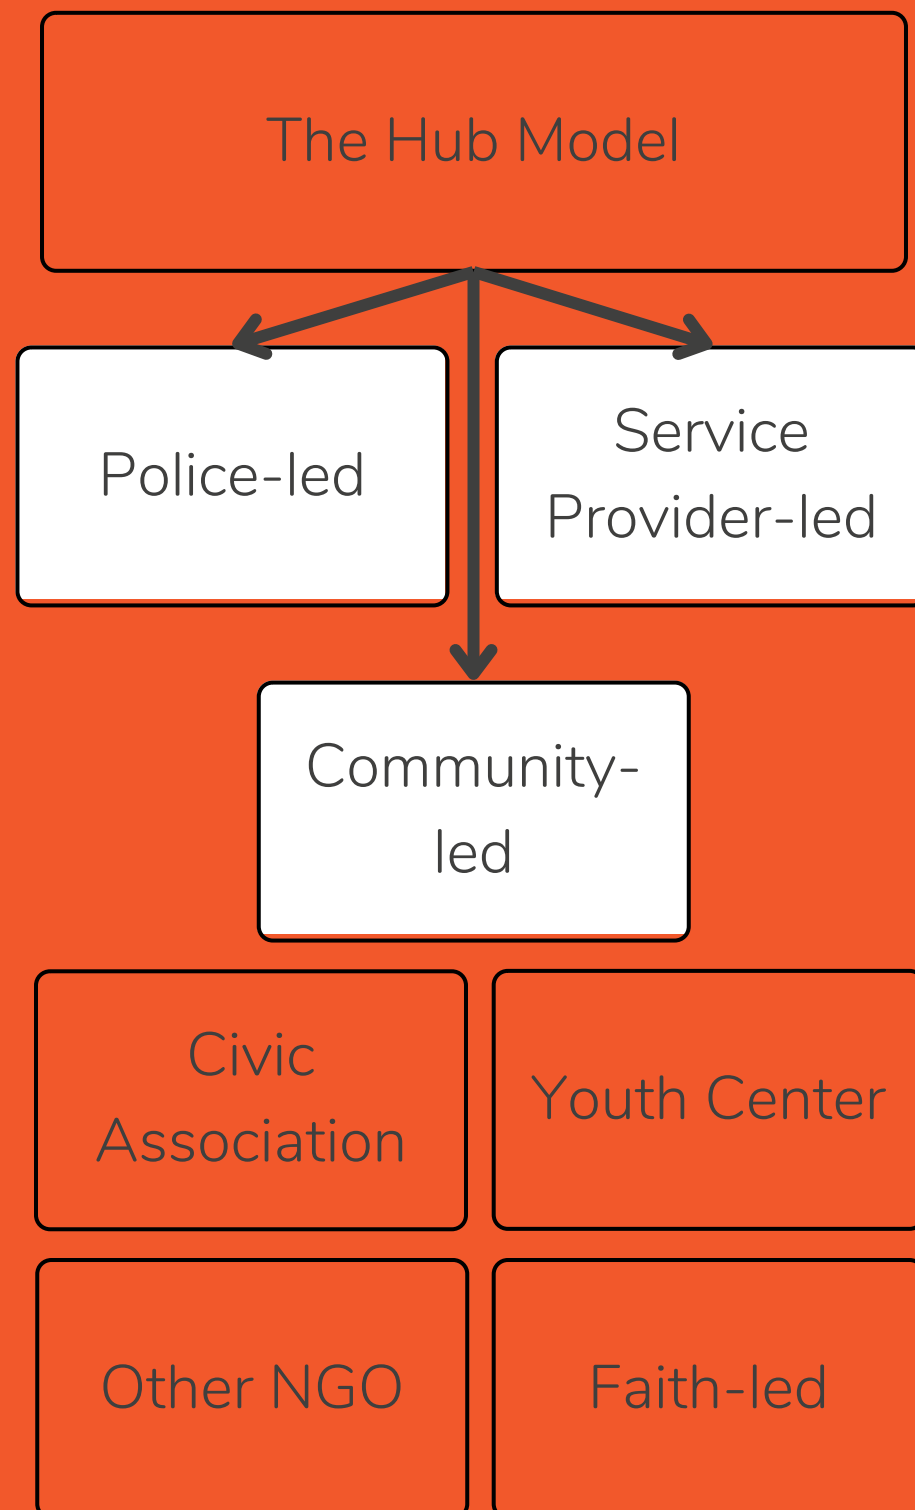 The Hub Model
Police-led
Service
Provider-led
Community-
led
Civic
Association
Youth Center
Other NGO
Faith-led